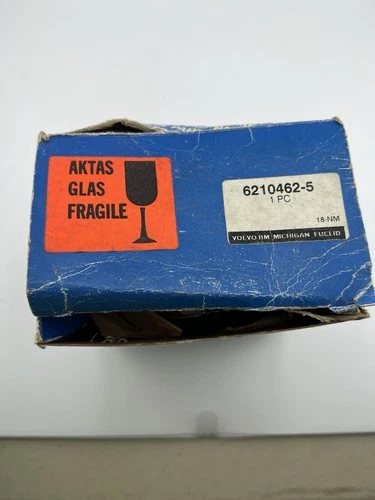 AKTAS
GLAS
FRAGILE
6210462-5
1 PC
18-NM
VOLVO BM MICHIGAN EUCLID